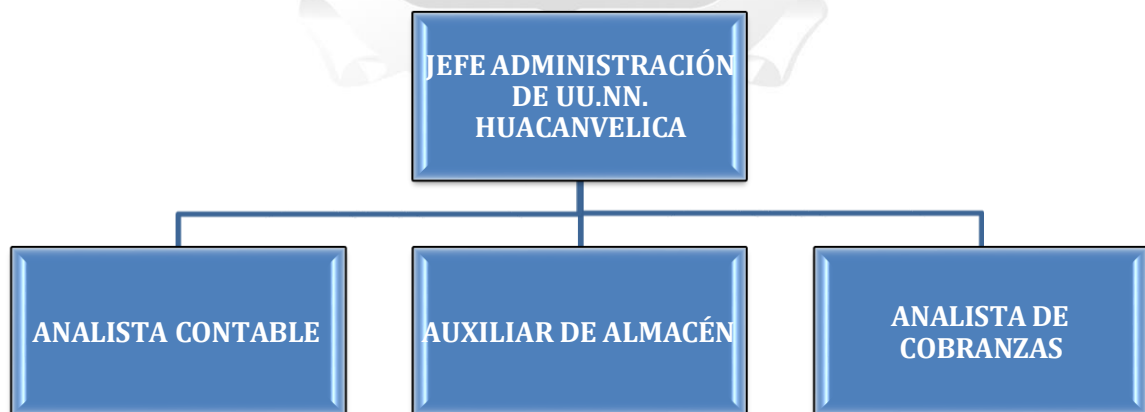 JEFE ADMINISTRACIÓN
DE UU.NN.
HUACANVELICA
ANALISTA CONTABLE
AUXILIAR DE ALMACÉN
ANALISTA DE
COBRANZAS